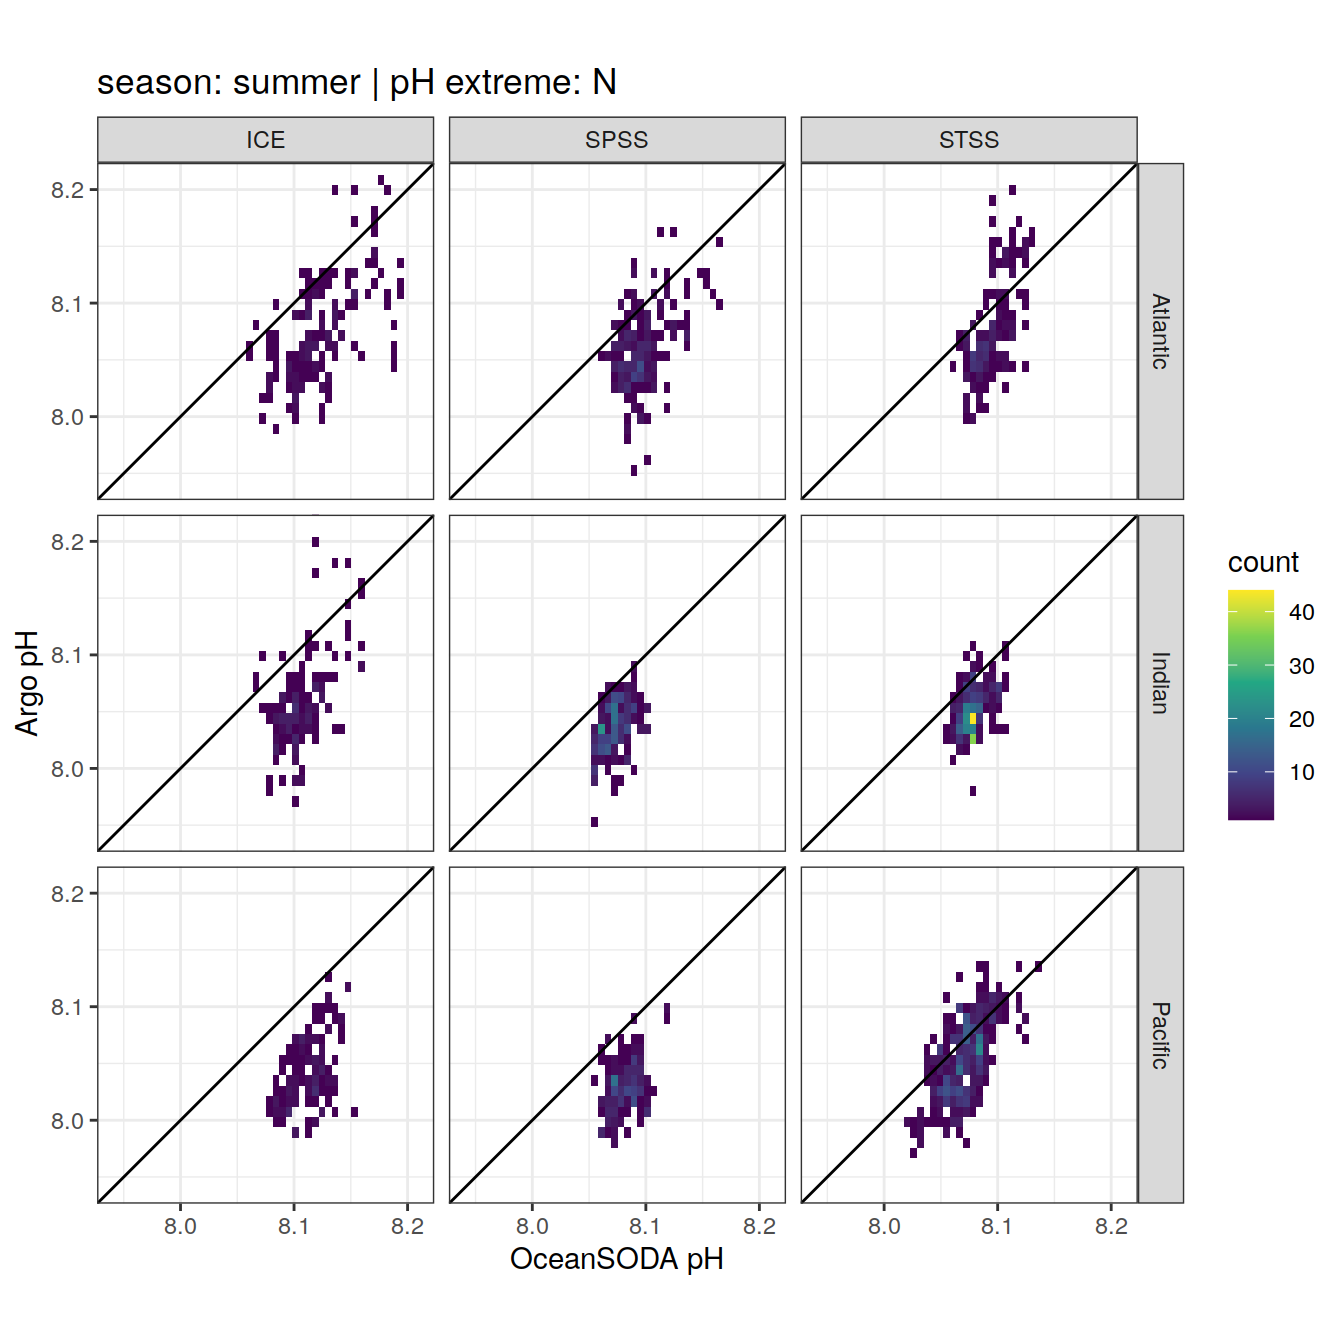 season: summer | pH extreme: N
ICE SPSS STSS
8.2
8.1
8.0
Atlantic
8.2
8.1
8.0
Indian
8.2
8.1
8.0
Pacific
Argo pH
8.0 8.1 8.2 8.0 8.1 8.2 8.0 8.1 8.2
OceanSODA pH
count
40
30
20
10